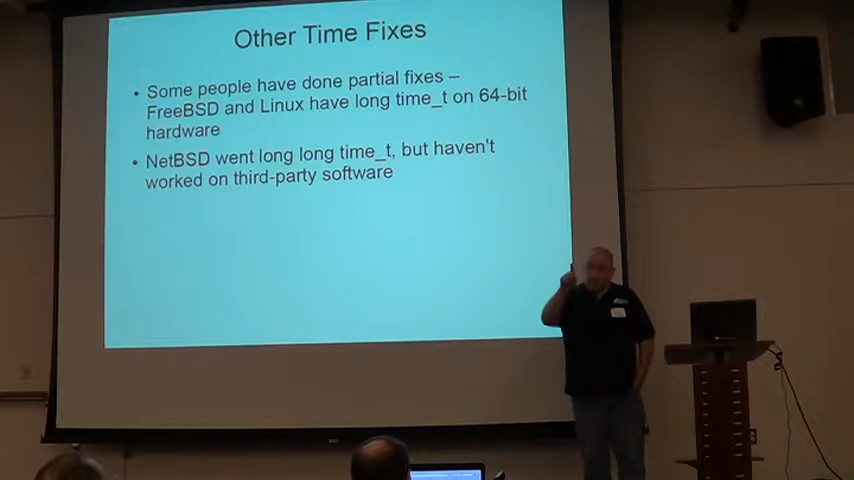 Other Time Fixes
• Some people have done partial fixes –
FreeBSD and Linux have long time_t on 64-bit
hardware
• NetBSD went long long time_t, but haven't
worked on third-party software